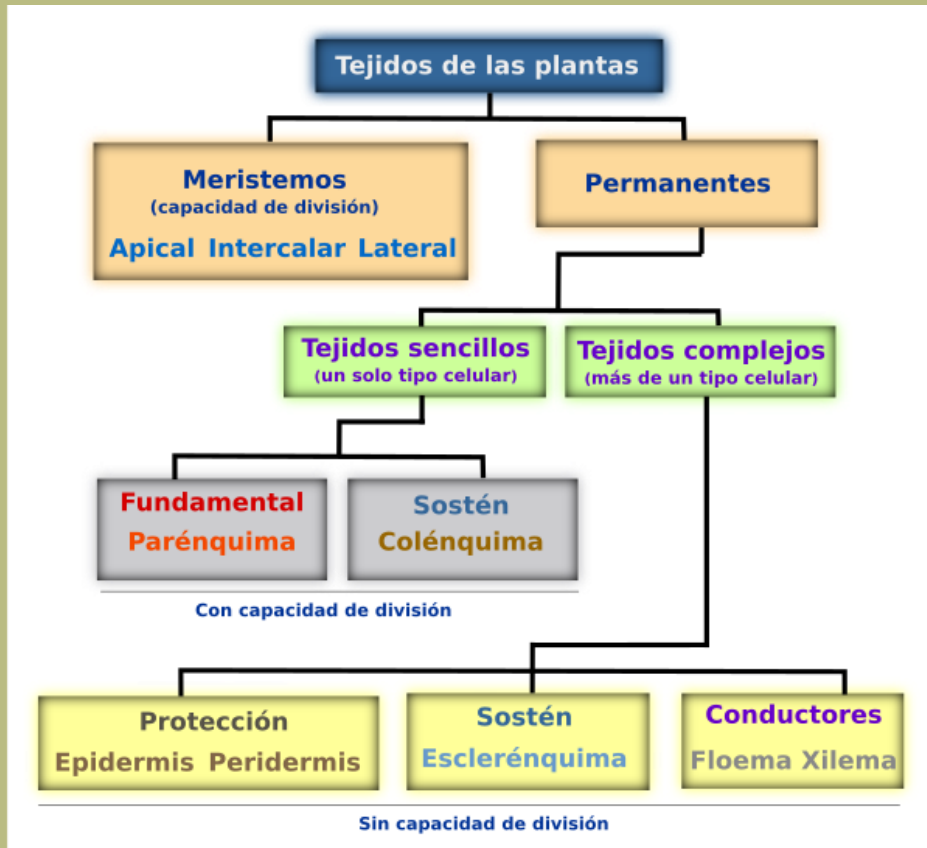 Tejidos de las plantas
Meristemos
(capacidad de división)
Apical Intercalar Lateral
Permanentes
Tejidos sencillos
(un solo tipo celular)
Tejidos complejos
(más de un tipo celular)
Fundamental
Parénquima
Sostén
Colénquima
Con capacidad de división
Protección
Epidermis Peridermis
Sostén
Esclerénquima
Conductores
Floema Xilema
Sin capacidad de división